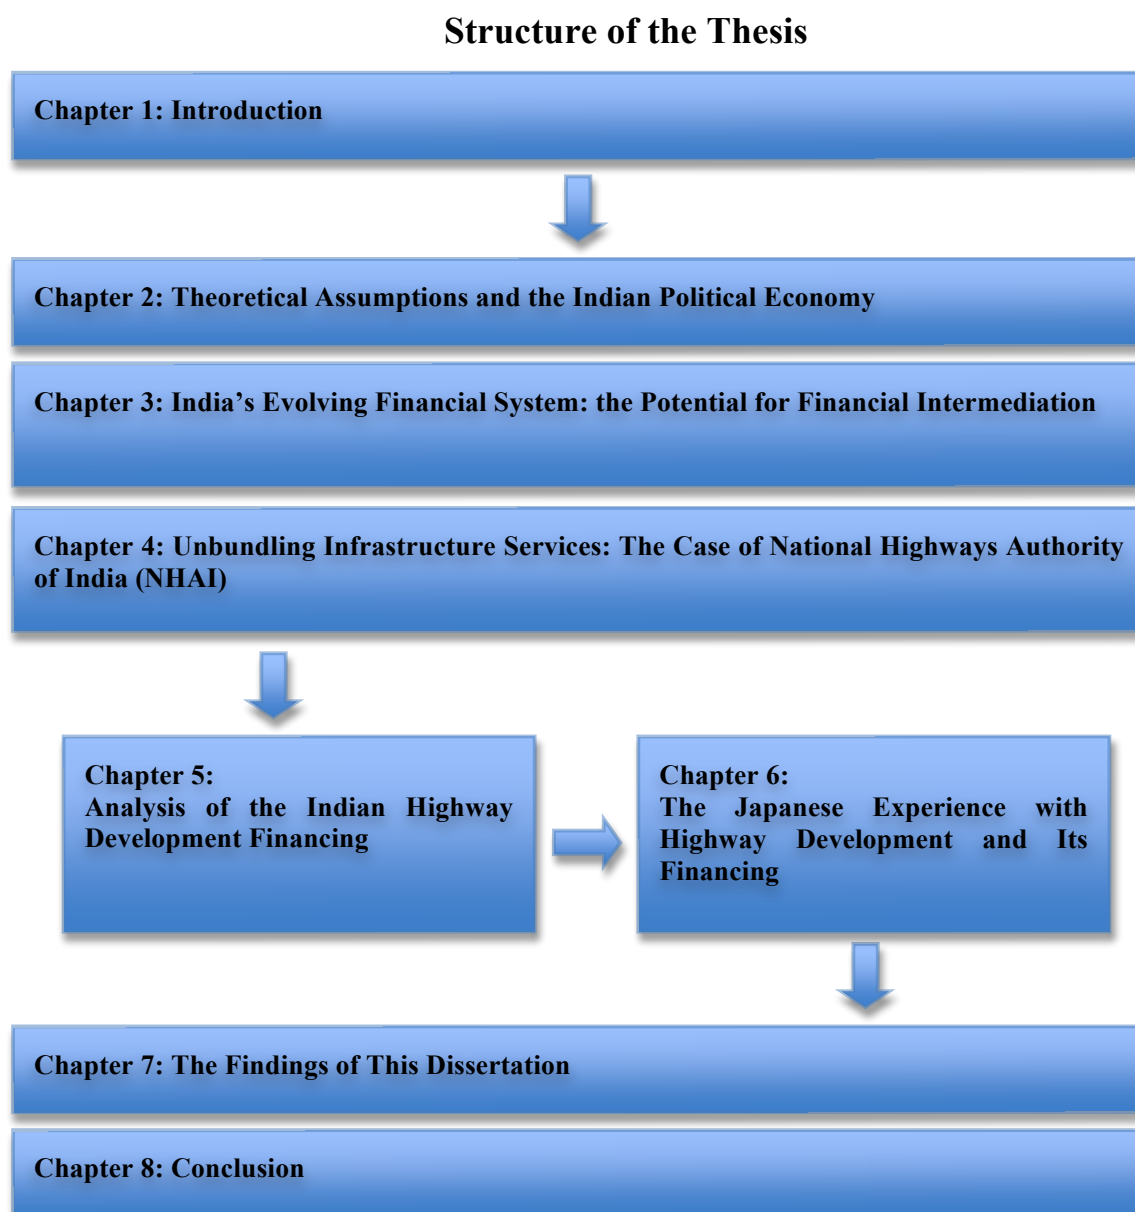 Structure of the Thesis
Chapter 1: Introduction
Chapter 2: Theoretical Assumptions and the Indian Political Economy
Chapter 3: India’s Evolving Financial System: the Potential for Financial Intermediation
Chapter 4: Unbundling Infrastructure Services: The Case of National Highways Authority
of India (NHAI)
Chapter 5:
Analysis of the Indian Highway
Development Financing
Chapter 6:
The Japanese Experience with
Highway Development and Its
Financing
Chapter 7: The Findings of This Dissertation
Chapter 8: Conclusion